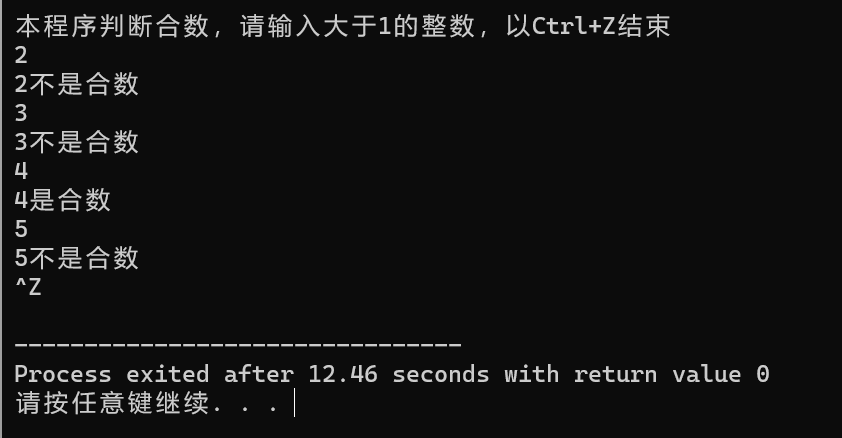 本程序判断合数，请输入大于1的整数，以Ctrl+Z结束
2
2不是合数
3
3不是合数
4
4是合数
5
5不是合数
^Z
--------------------------------
Process exited after 12.46 seconds with return value 0
请按任意键继续. . .